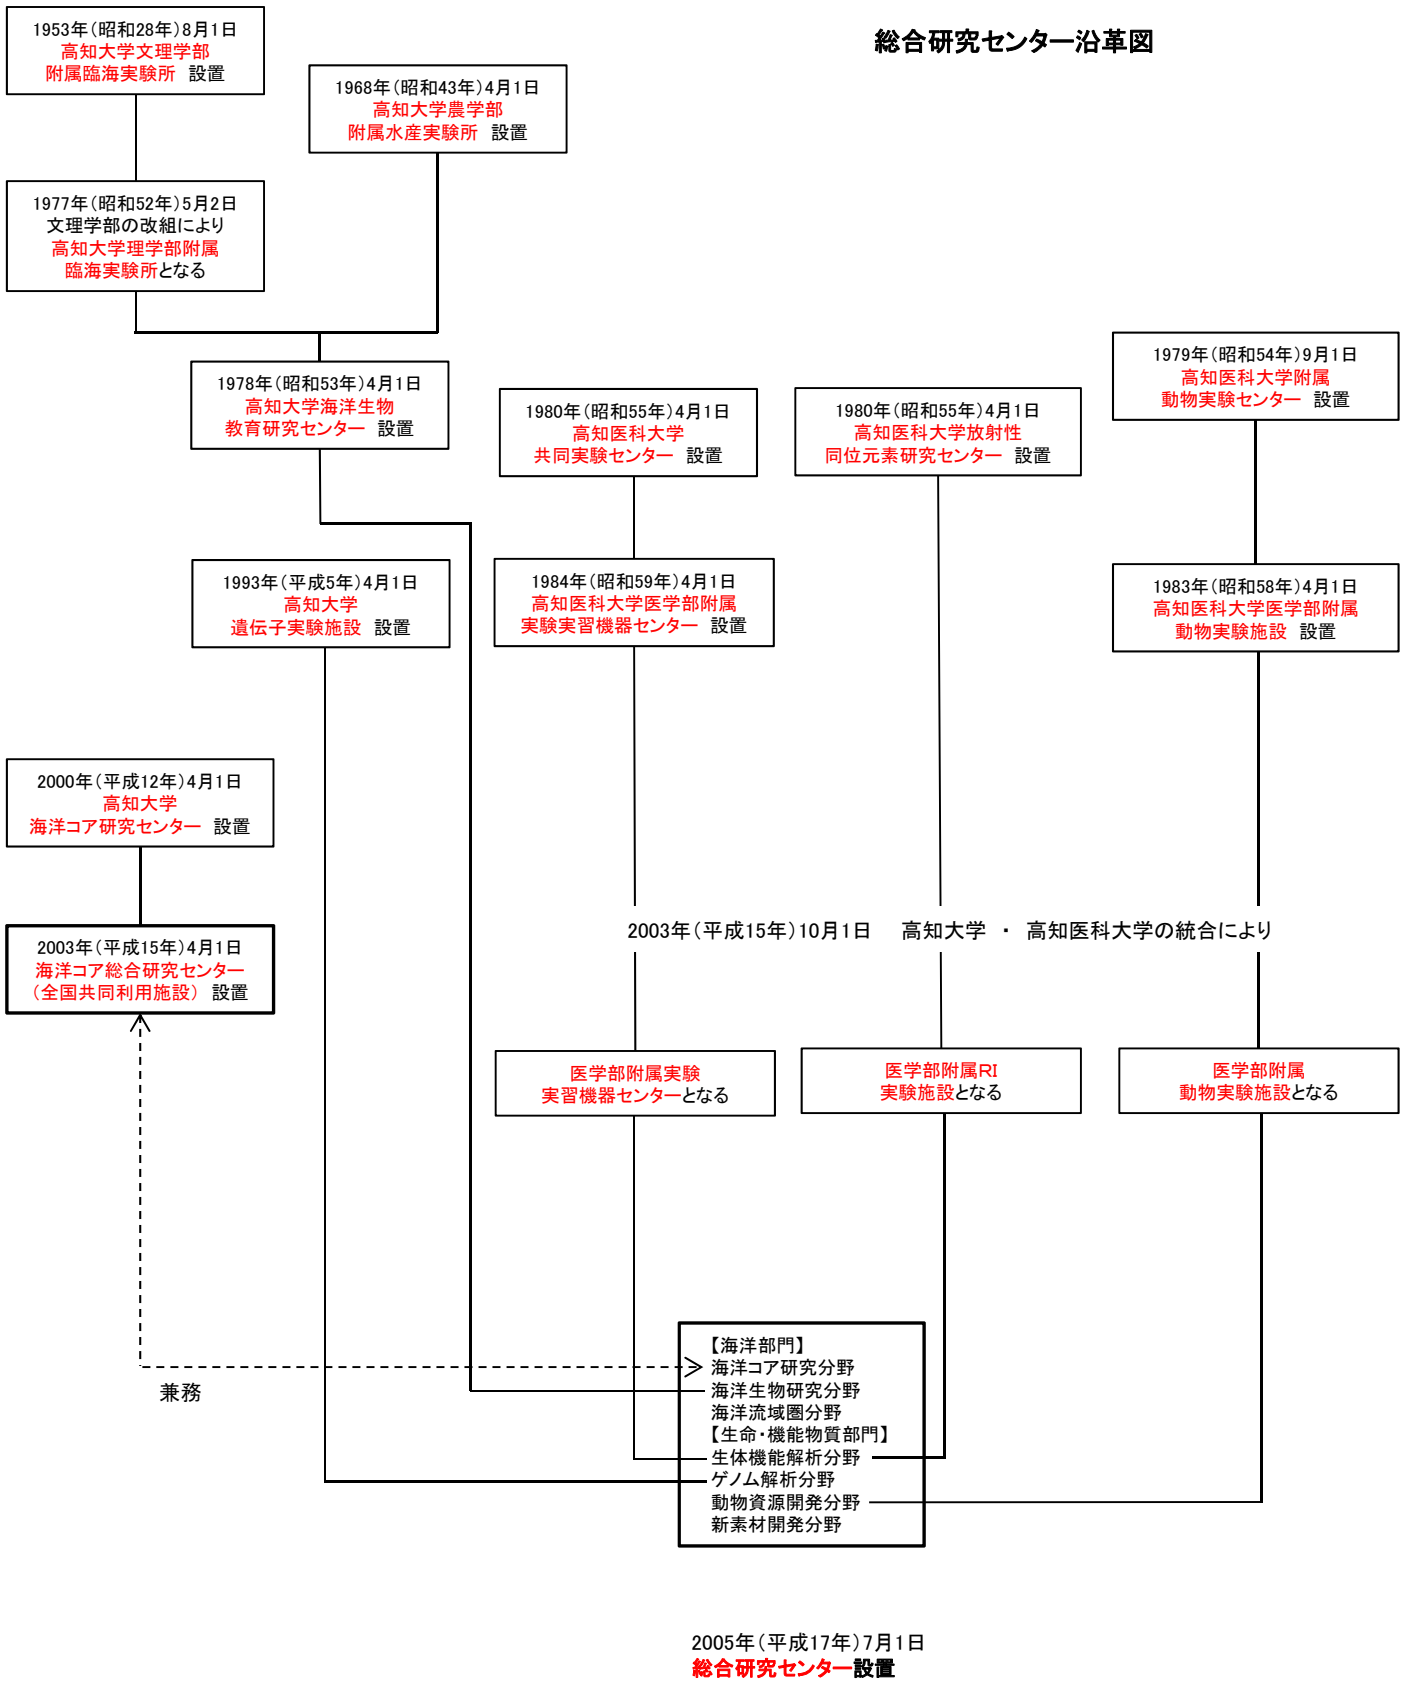 総合研究センター沿革図
1953年(昭和28年)8月1日
高知大学文理学部
附属臨海実験所 設置
1968年(昭和43年)4月1日
高知大学農学部
附属水産実験所 設置
1977年(昭和52年)5月2日
文理学部の改組により
高知大学理学部附属
臨海実験所となる
1978年(昭和53年)4月1日
高知大学海洋生物
教育研究センター 設置
1980年(昭和55年)4月1日
高知医科大学
共同実験センター 設置
1980年(昭和55年)4月1日
高知医科大学放射性
同位元素研究センター 設置
1979年(昭和54年)9月1日
高知医科大学附属
動物実験センター 設置
1993年(平成5年)4月1日
高知大学
遺伝子実験施設 設置
1984年(昭和59年)4月1日
高知医科大学医学部附属
実験実習機器センター 設置
1983年(昭和58年)4月1日
高知医科大学医学部附属
動物実験施設 設置
2000年(平成12年)4月1日
高知大学
海洋コア研究センター 設置
2003年(平成15年)4月1日
海洋コア総合研究センター
(全国共同利用施設) 設置
2003年(平成15年)10月1日 高知大学 ・ 高知医科大学の統合により
医学部附属実験
実習機器センターとなる
医学部附属RI
実験施設となる
医学部附属
動物実験施設となる
兼務
【海洋部門】
海洋コア研究分野
海洋生物研究分野
海洋流域圏分野
【生命・機能物質部門】
生体機能解析分野
ゲノム解析分野
動物資源開発分野
新素材開発分野
2005年(平成17年)7月1日
総合研究センター設置